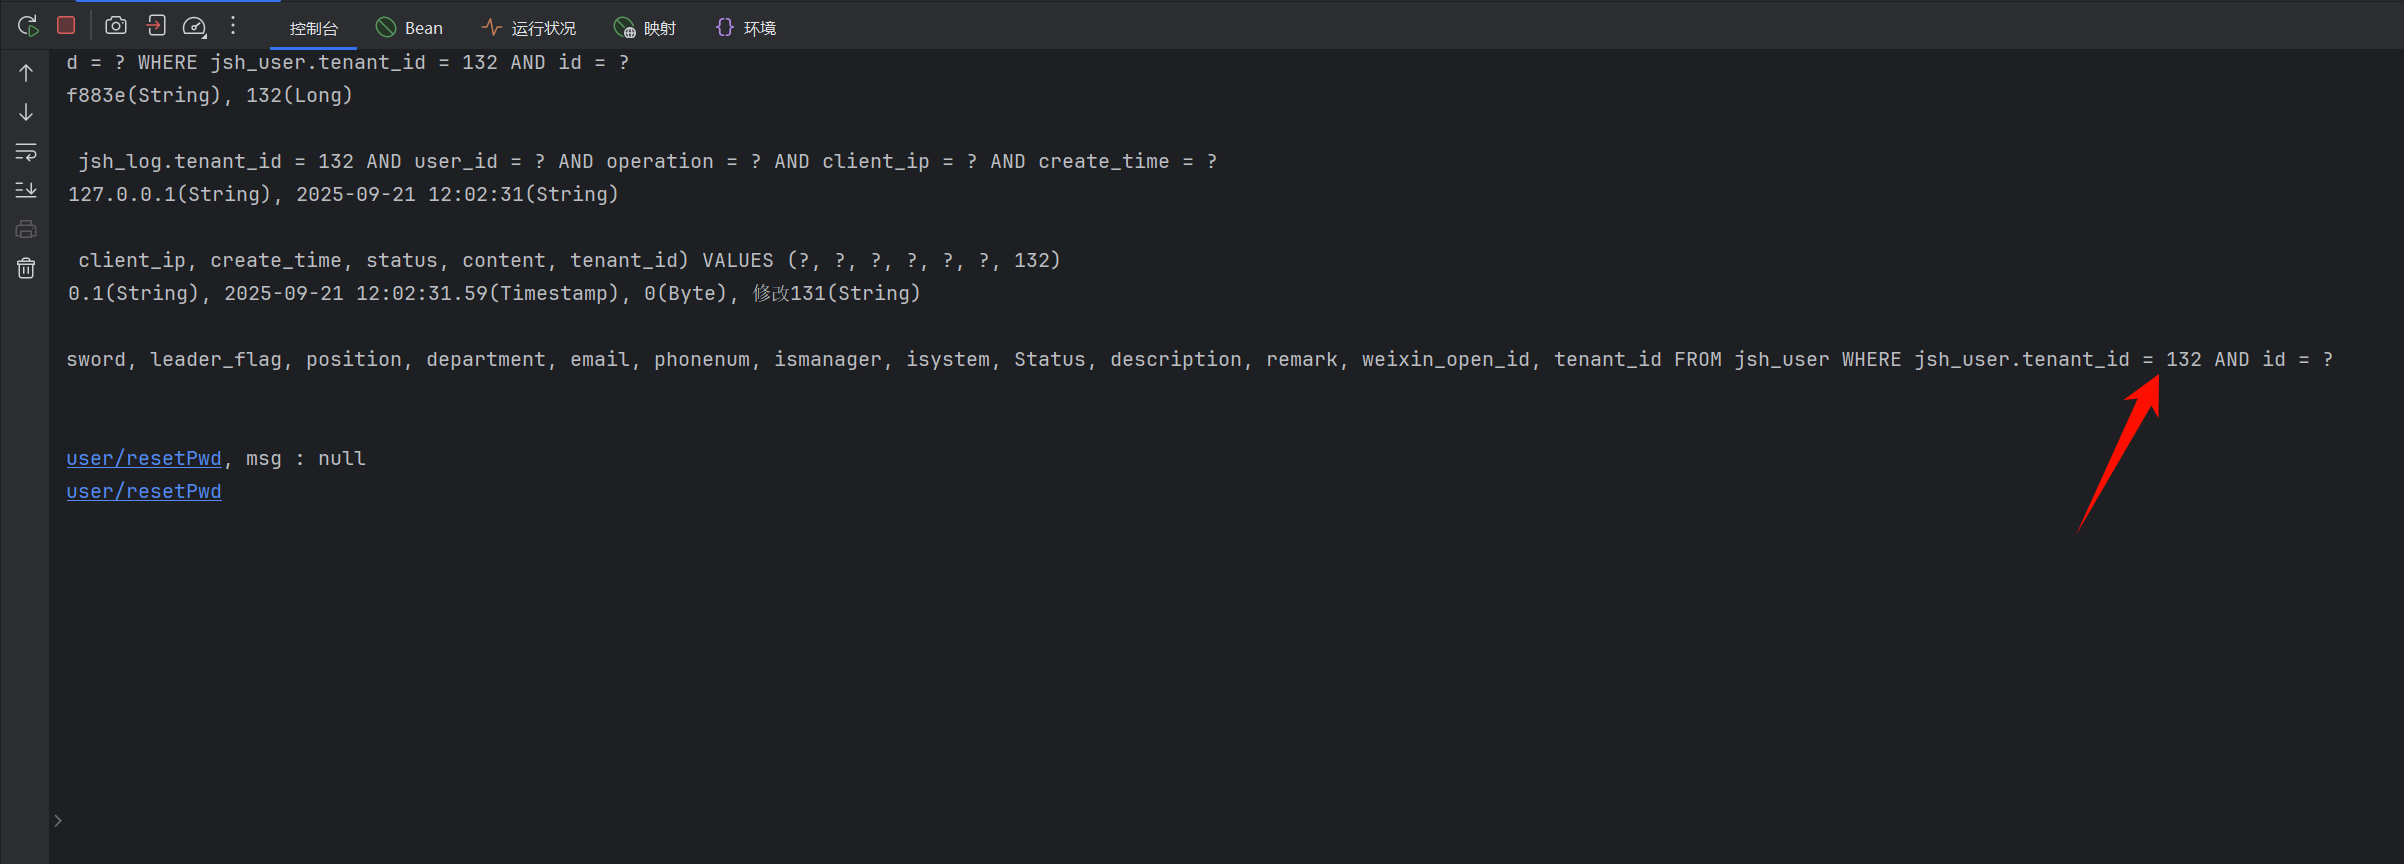 控制台 Bean 运行状况 映射 {} 环境
d = ? WHERE jsh_user.tenant_id = 132 AND id = ?
f883e(String), 132(Long)
jsh_log.tenant_id = 132 AND user_id = ? AND operation = ? AND client_ip = ? AND create_time = ?
127.0.0.1(String), 2025-09-21 12:02:31(String)
client_ip, create_time, status, content, tenant_id) VALUES (?, ?, ?, ?, ?, ?, 132)
0.1(String), 2025-09-21 12:02:31.59(Timestamp), 0(Byte), 修改131(String)
sword, leader_flag, position, department, email, phonenum, ismanager, isystem, Status, description, remark, weixin_open_id, tenant_id FROM jsh_user WHERE jsh_user.tenant_id = 132 AND id = ?
user/resetPwd, msg : null
user/resetPwd